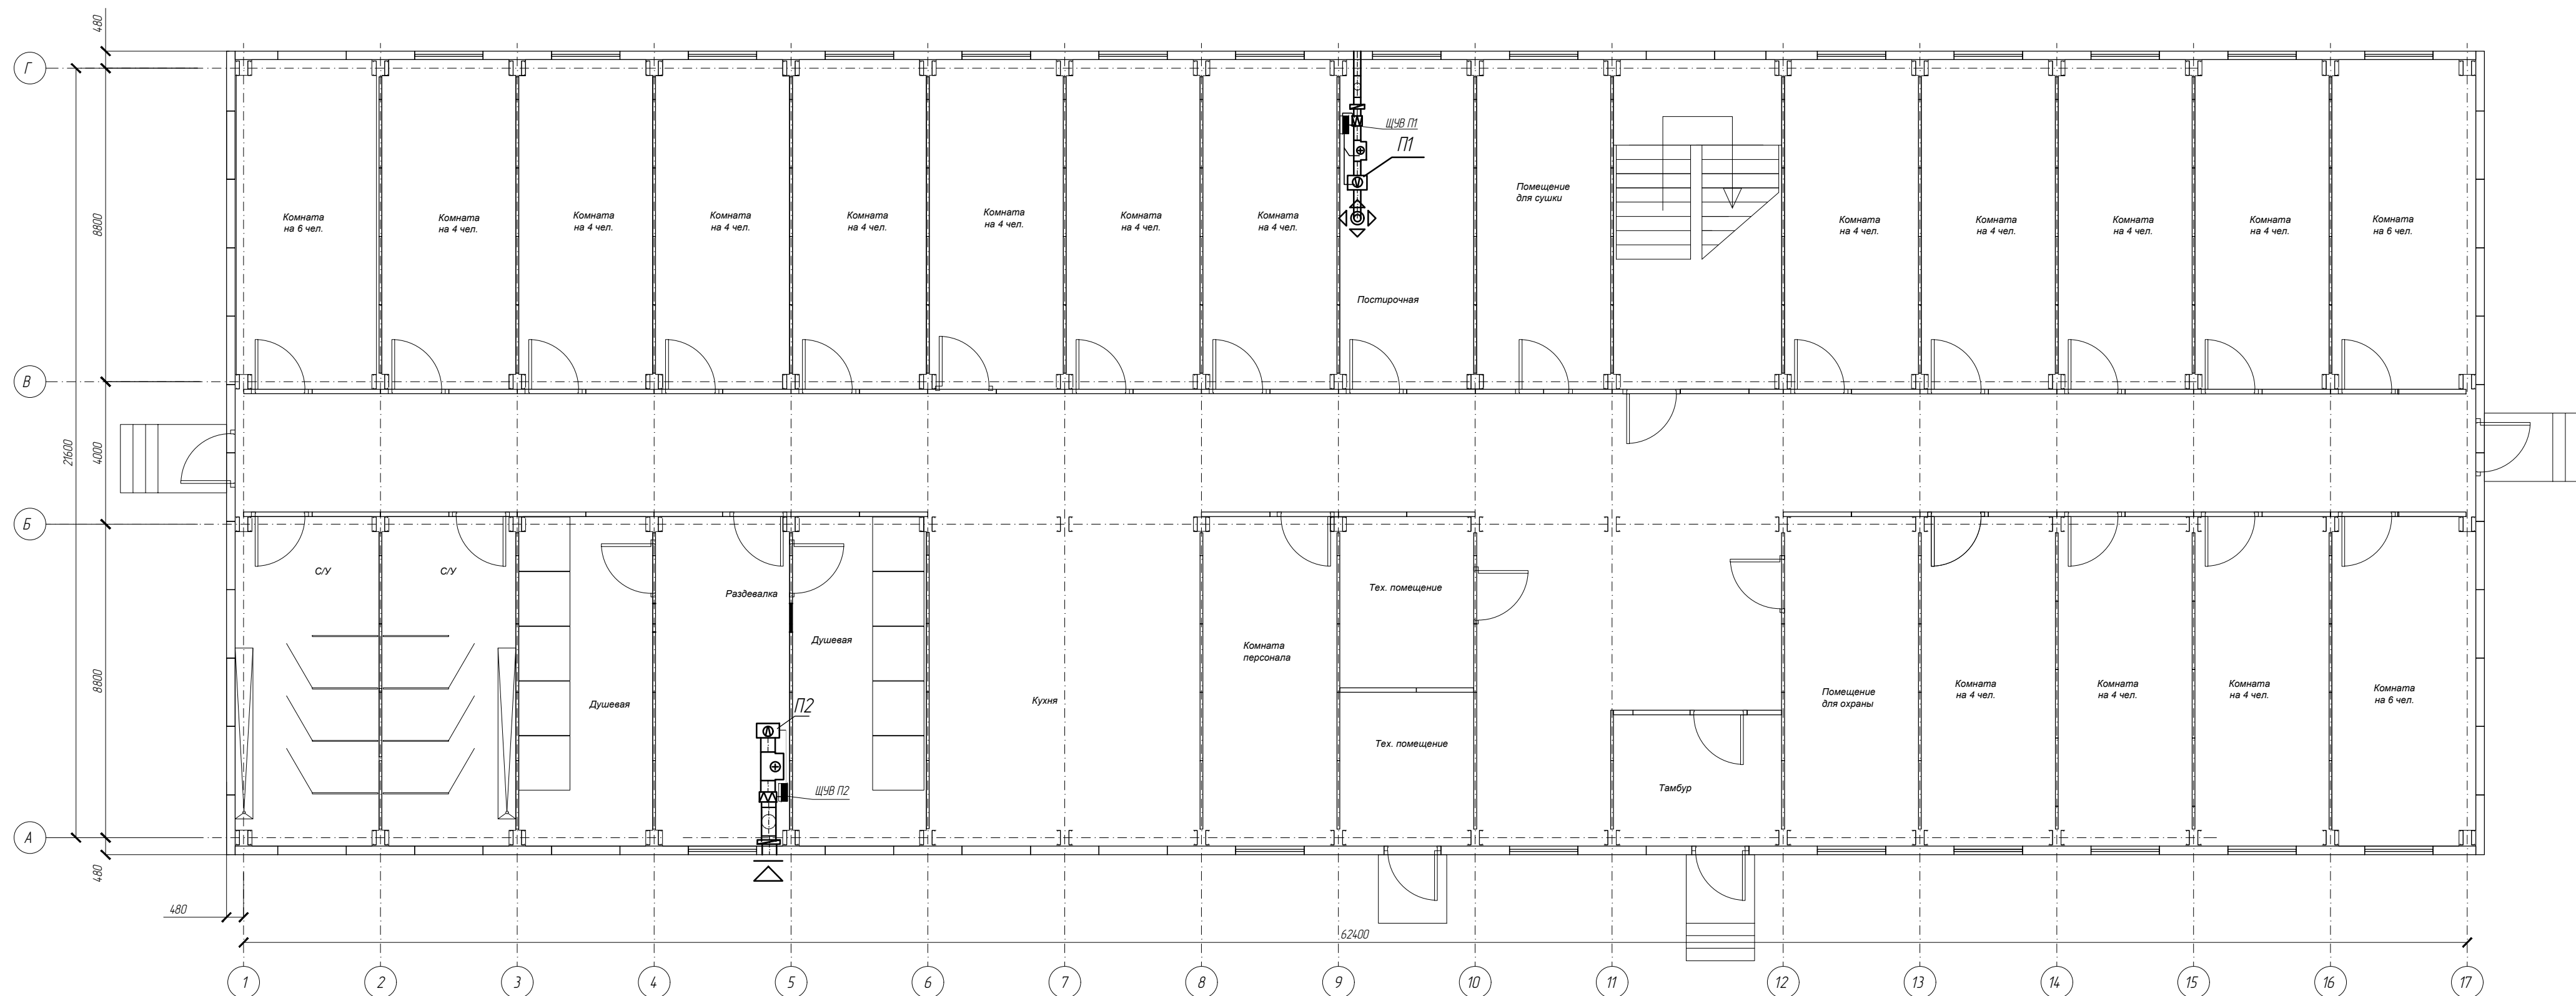 480
Г
ЩУВ П1
П1
Помещение
для сушки
Комната
на 6 чел.
Комната
на 4 чел.
Комната
на 4 чел.
Комната
на 4 чел.
Комната
на 4 чел.
Комната
на 4 чел.
Комната
на 4 чел.
Комната
на 4 чел.
Комната
на 4 чел.
Комната
на 4 чел.
Комната
на 4 чел.
Комната
на 4 чел.
Комната
на 6 чел.
8800
Постирочная
В
21600
4000
Б
С/У
С/У
Раздевалка
Тех. помещение
Душевая
Комната
персонала
8800
Душевая
П2
Кухня
Помещение
для охраны
Комната
на 4 чел.
Комната
на 4 чел.
Комната
на 4 чел.
Комната
на 6 чел.
Тех. помещение
ЩУВ П2
Тамбур
А
480
480
62400
1
2
3
4
5
6
7
8
9
10
11
12
13
14
15
16
17